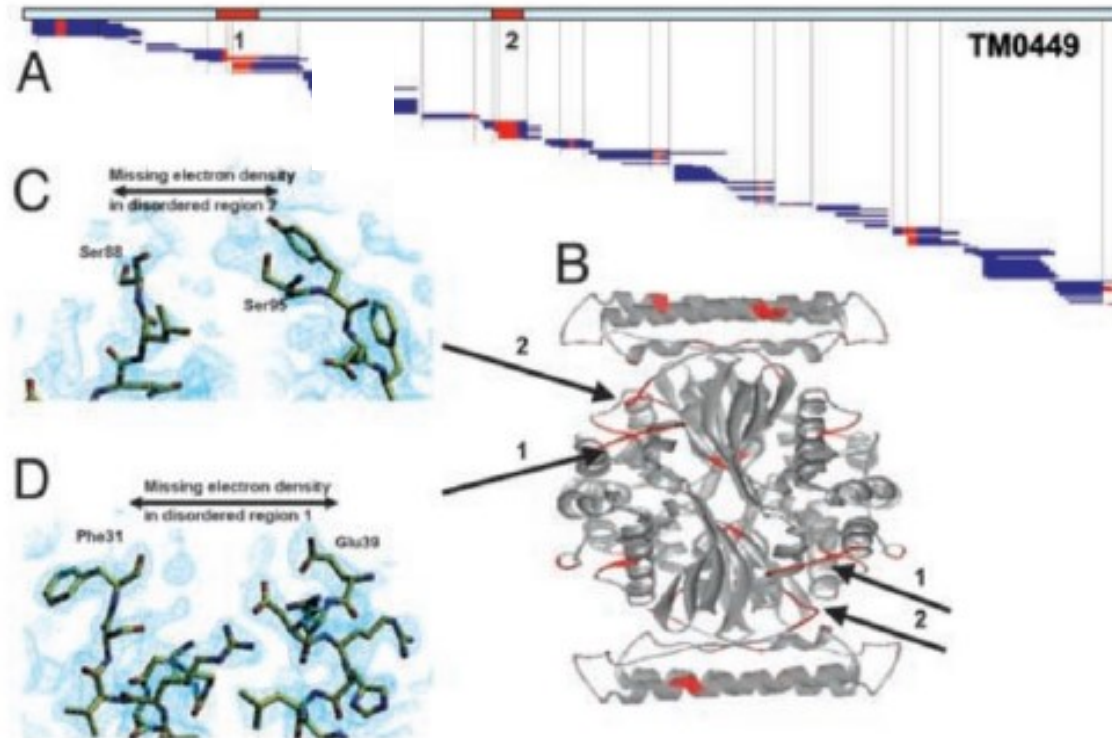 1
2
TM0449
A
C
Missing electron density
in disordered region 2
Ser88
Ser95
B
2
1
D
Missing electron density
in disordered region 1
Phe31
Glu39
1
2